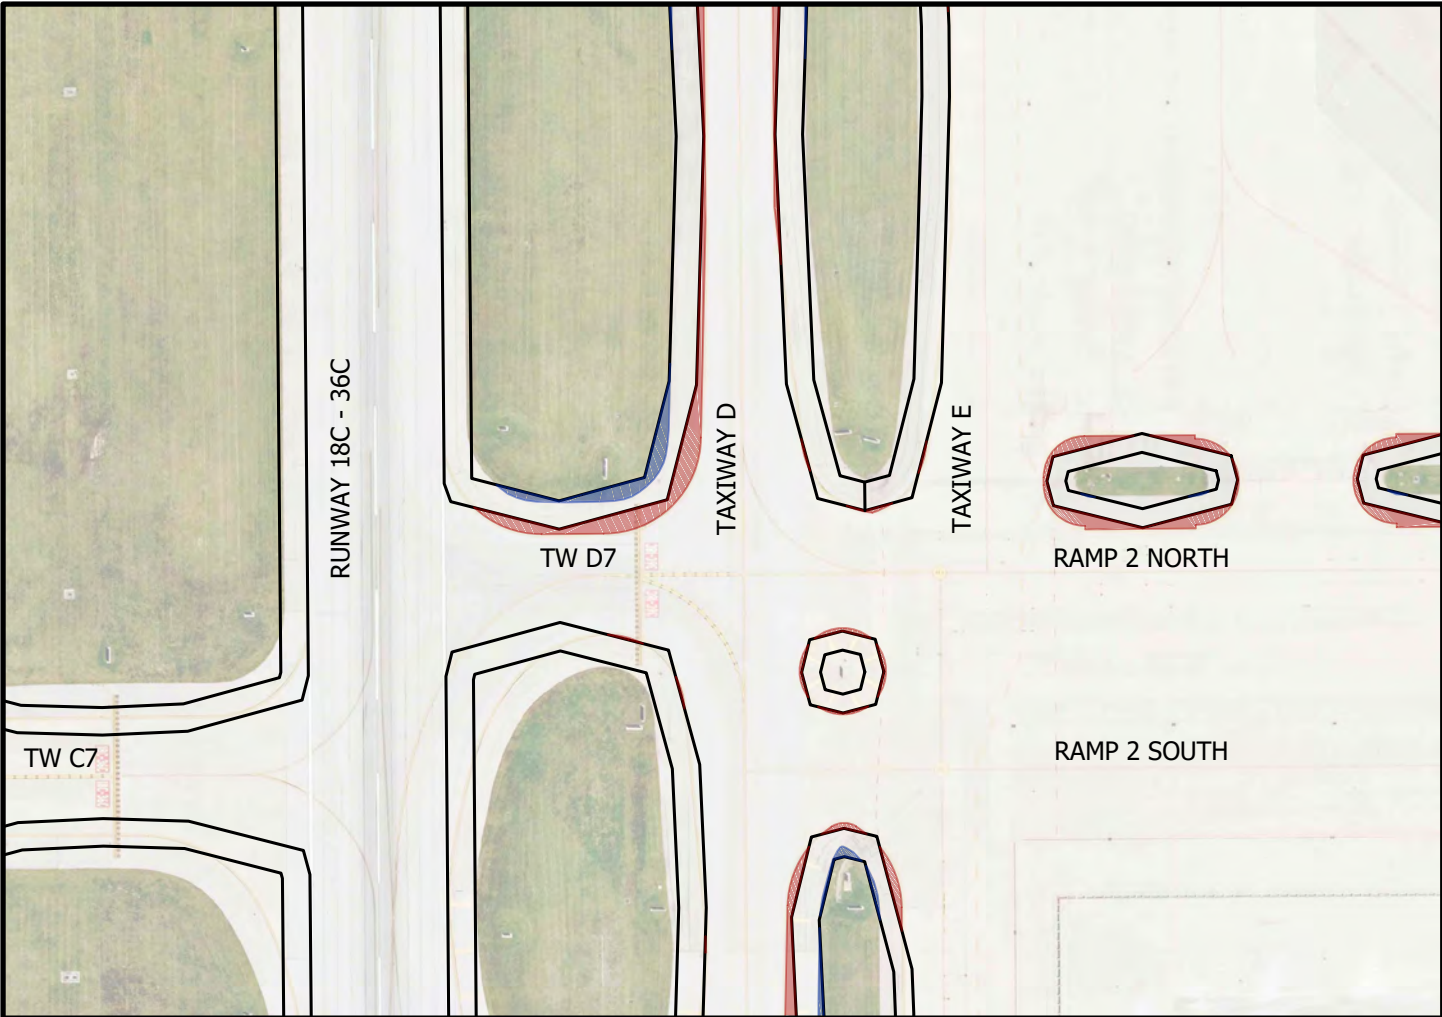 RUNWAY 18C - 36C
TAXIWAY D
TAXIWAY E
TW D7
RAMP 2 NORTH
TW C7
RAMP 2 SOUTH